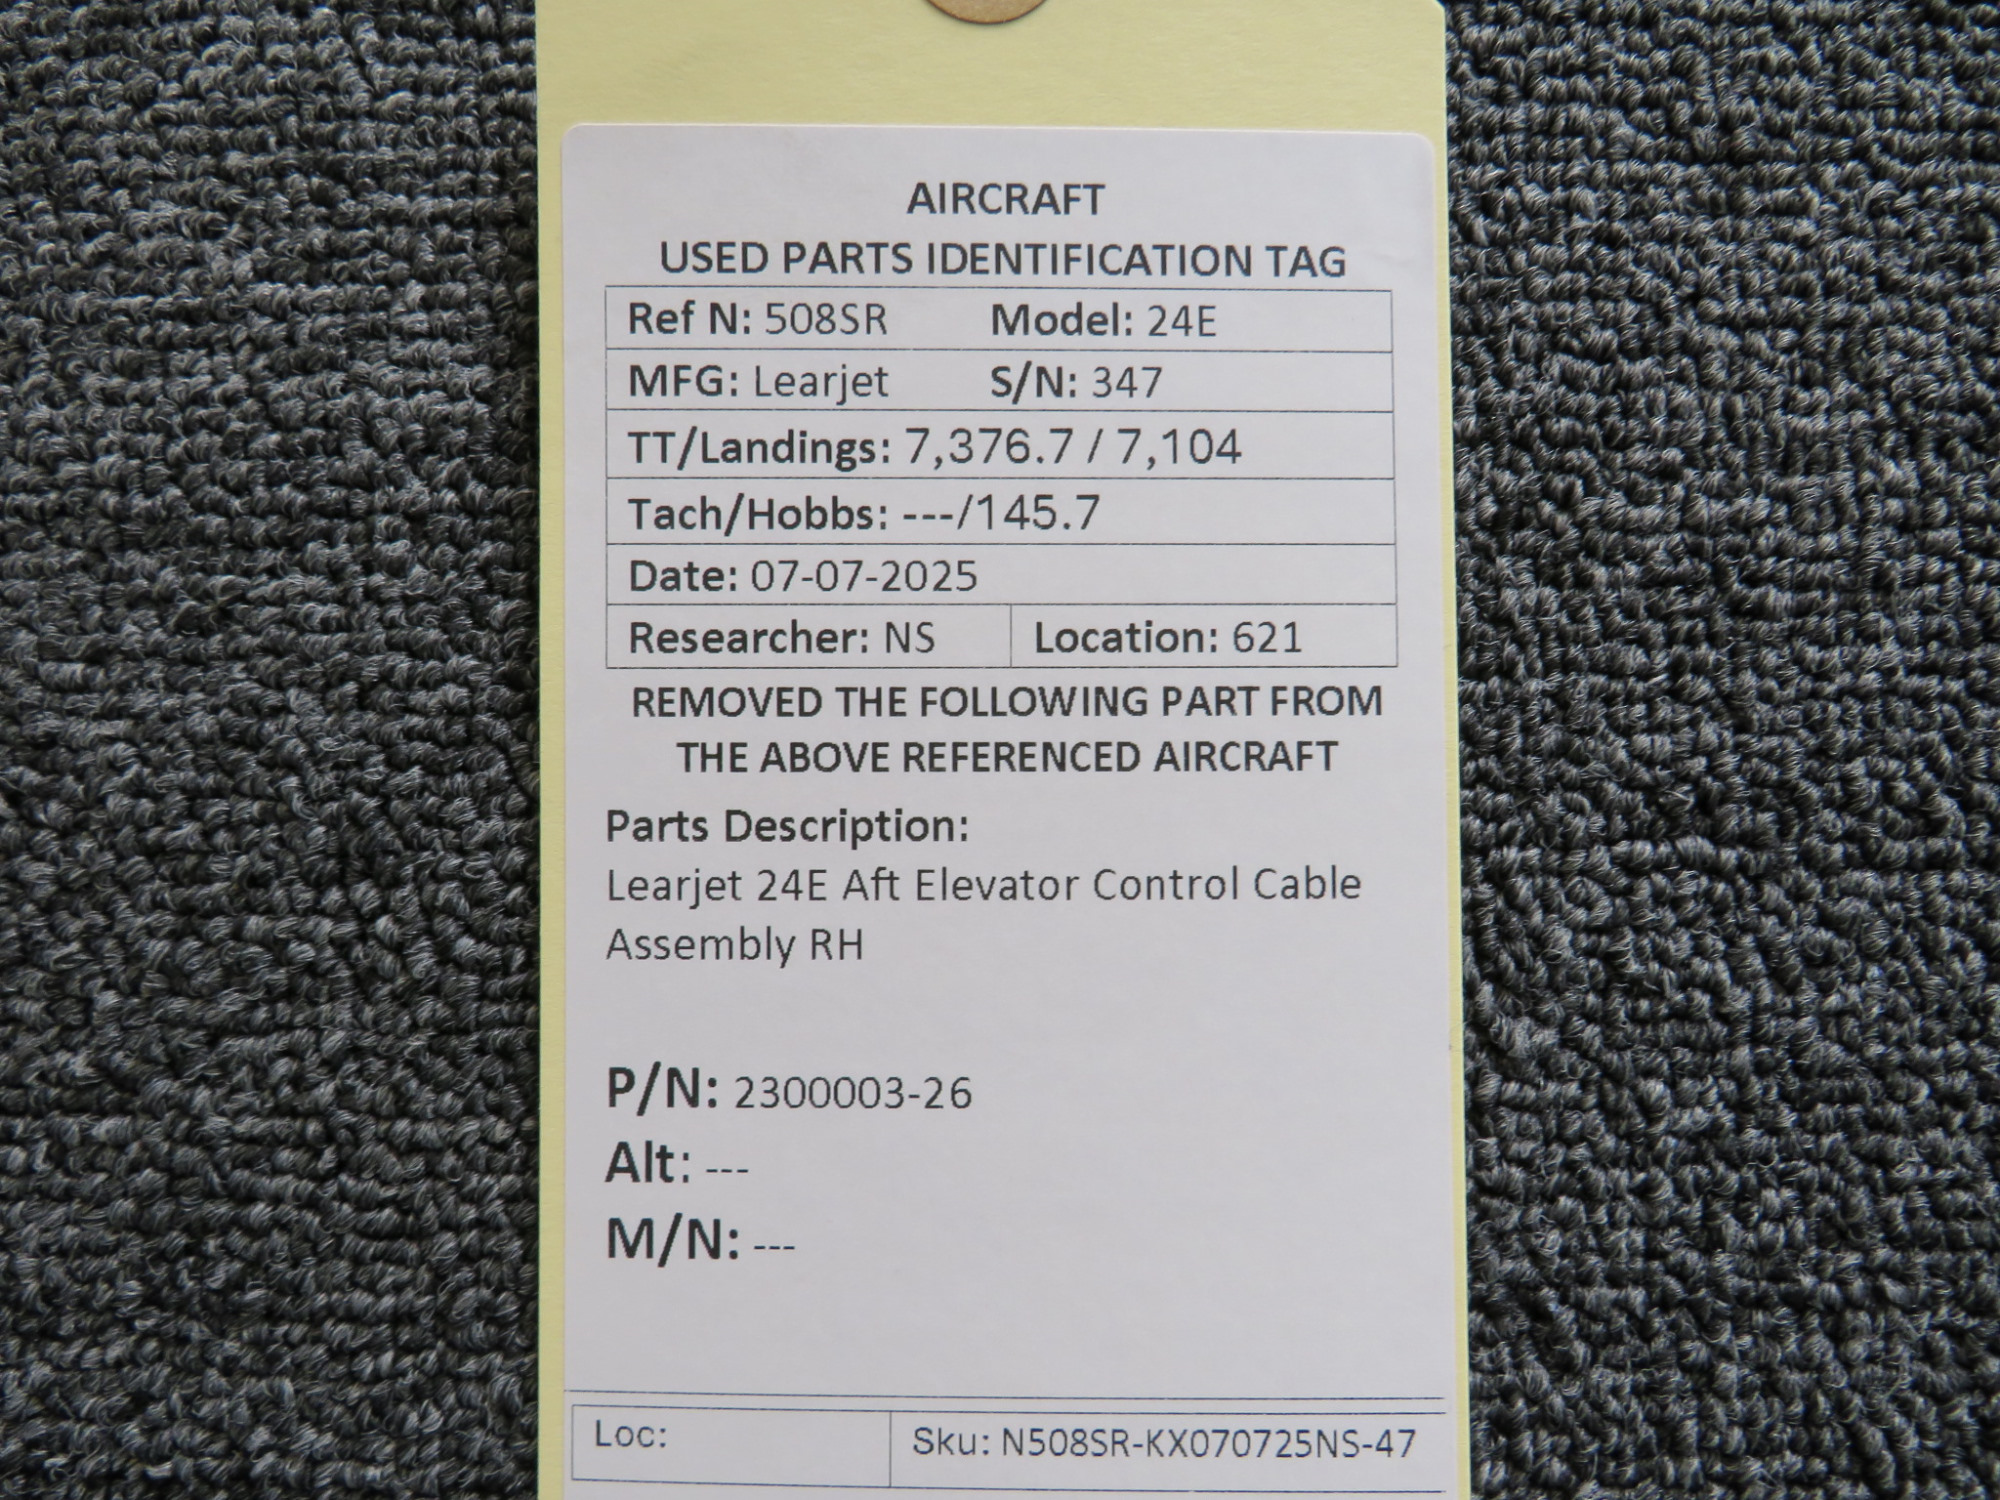 AIRCRAFT
USED PARTS IDENTIFICATION TAG
Ref N: 508SR Model: 24E
MFG: Learjet S/N: 347
TT/Landings: 7,376.7 / 7,104
Tach/Hobbs: ---/145.7
Date: 07-07-2025
Researcher: NS Location: 621
REMOVED THE FOLLOWING PART FROM
THE ABOVE REFERENCED AIRCRAFT
Parts Description:
Learjet 24E Aft Elevator Control Cable
Assembly RH
P/N: 2300003-26
Alt: ---
M/N: ---
Loc: Sku: N508SR-KX070725NS-47